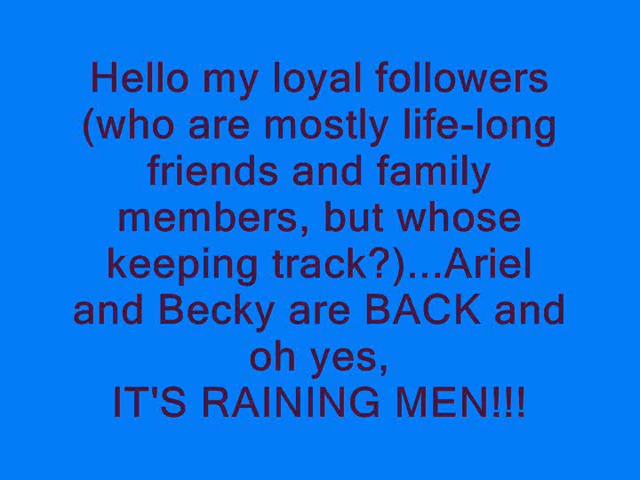 Hello my loyal followers
(who are mostly life-long
friends and family
members, but whose
keeping track?)...Ariel
and Becky are BACK and
oh yes,
IT'S RAINING MEN!!!